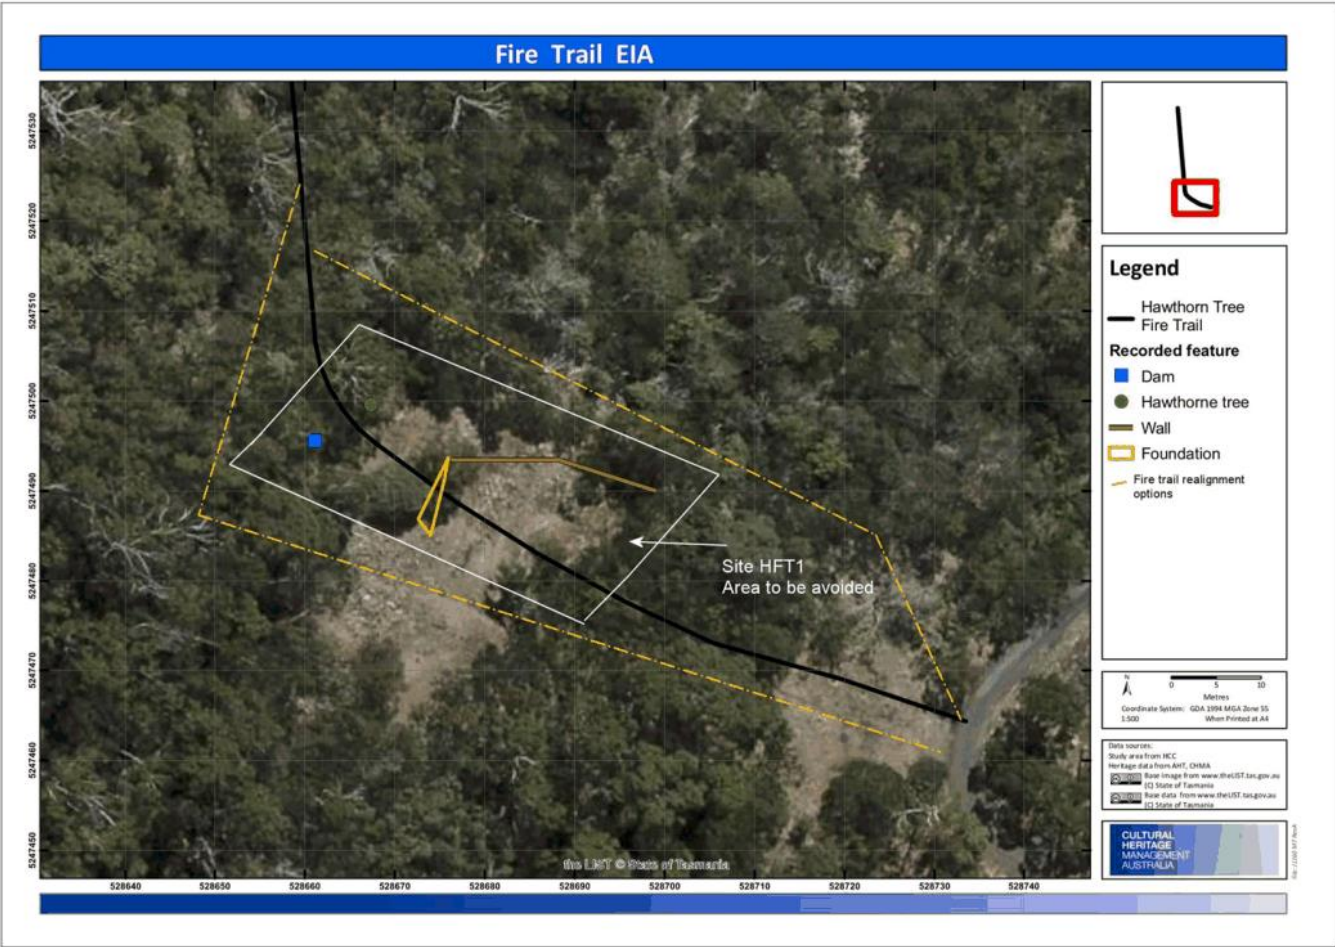 Fire Trail EIA
5247530
5247520
5247510
5247500
5247490
5247480
5247470
5247460
5247450
Site HFT1
Area to be avoided
the LIST © State of Tasmania
528640
528650
528660
528670
528680
528690
528700
528710
528720
528730
528740
Legend
Hawthorn Tree
Fire Trail
Recorded feature
Dam
Hawthorne tree
Wall
Foundation
Fire trail realignment
options
N
0 5 10
Metres
Coordinate System: GDA 1994 MGA Zone 55
1:500 When Printed at A4
Data sources:
Study area from HCC
Heritage data from AHT, CHMA
Base image from www.theLIST.tas.gov.au
(C) State of Tasmania
Base data from www.theLIST.tas.gov.au
(C) State of Tasmania
CULTURAL
HERITAGE
MANAGEMENT
AUSTRALIA